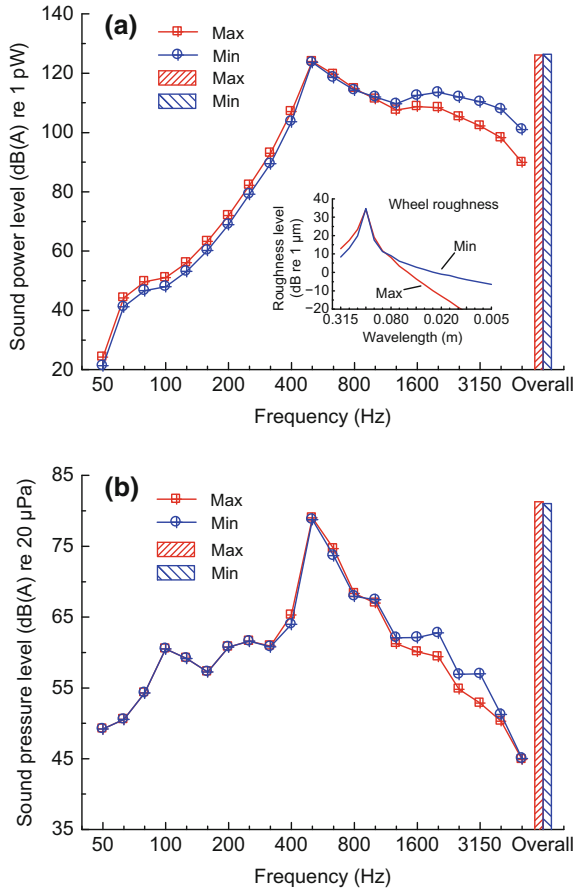 (a)
Max
Min
Max
Min
Sound power level (dB(A) re 1 pW)
140
120
100
80
60
40
20
Wheel roughness
Roughness level
(dB re 1 µm)
40
30
20
10
0
−10
−20
Min
Max
0.315 0.080 0.020 0.005
Wavelength (m)
50 100 200 400 800 1600 3150 Overall
Frequency (Hz)
(b)
Max
Min
Max
Min
Sound pressure level (dB(A) re 20 µPa)
85
75
65
55
45
35
50 100 200 400 800 1600 3150 Overall
Frequency (Hz)